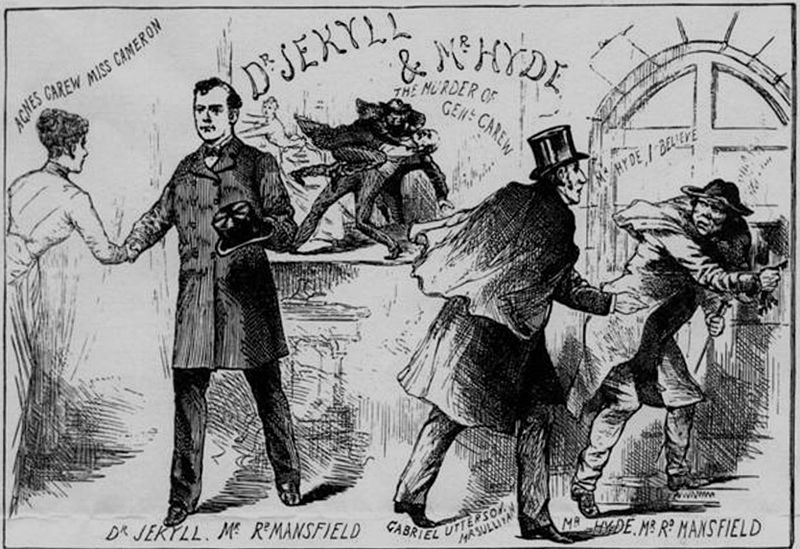 AGNES CAREW MISS CAMERON
DR JEKYLL
& MR HYDE.
THE MURDER OF
GENL CAREW
MR HYDE, I BELIEVE
DR JEKYLL. MR RD MANSFIELD
GABRIEL UTTERSON.
MR SULLIVAN
MR HYDE. MR RD MANSFIELD